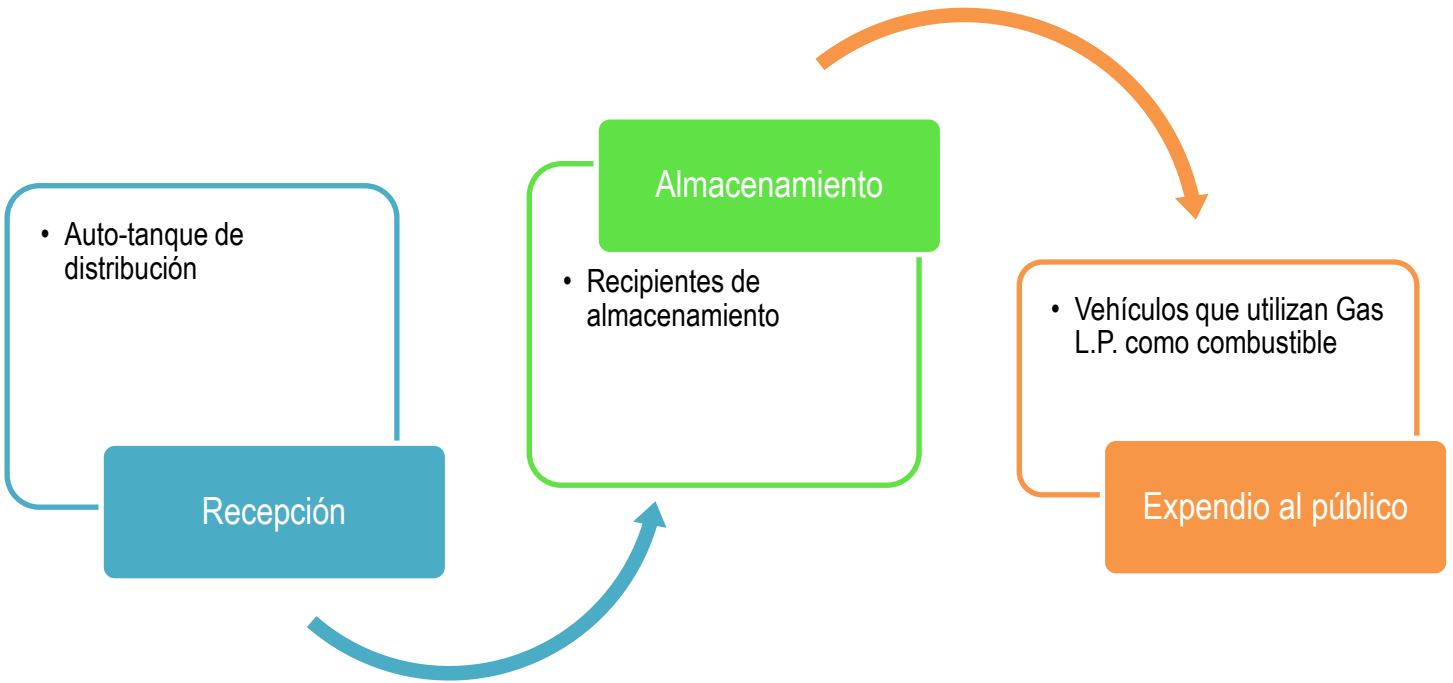 • Auto-tanque de
distribución
Recepción
Almacenamiento
• Recipientes de
almacenamiento
• Vehículos que utilizan Gas
L.P. como combustible
Expendio al público